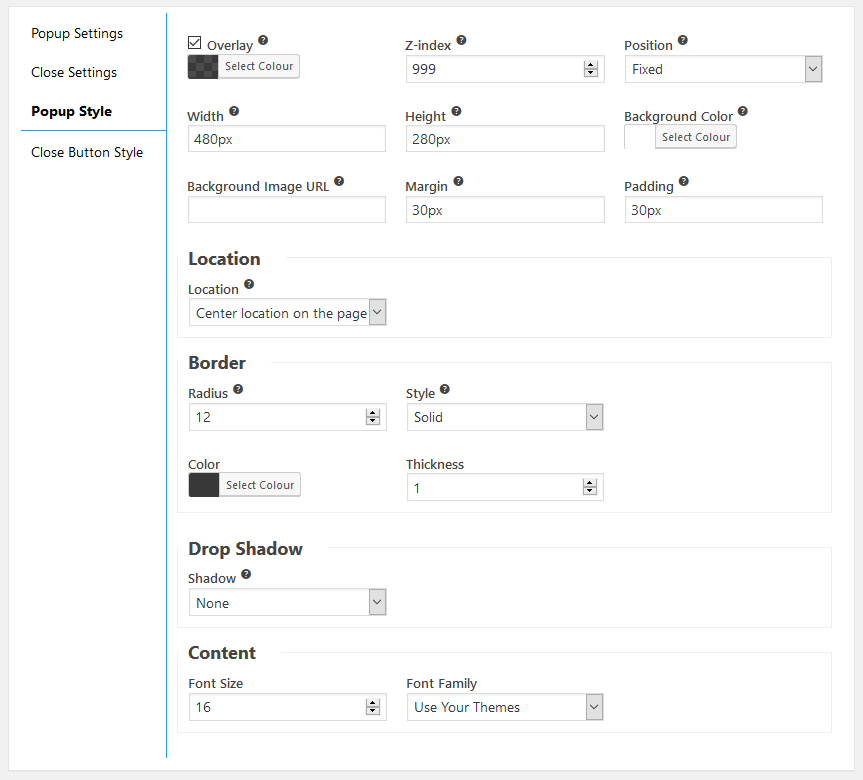 Popup Settings
Close Settings
Popup Style
Close Button Style
Overlay ?
Select Colour
Z-index ?
999
Position ?
Fixed
Width ?
480px
Height ?
280px
Background Color ?
Select Colour
Background Image URL ?
Margin ?
30px
Padding ?
30px
Location
Location ?
Center location on the page
Border
Radius ?
12
Style ?
Solid
Color
Select Colour
Thickness
1
Drop Shadow
Shadow ?
None
Content
Font Size
16
Font Family
Use Your Themes